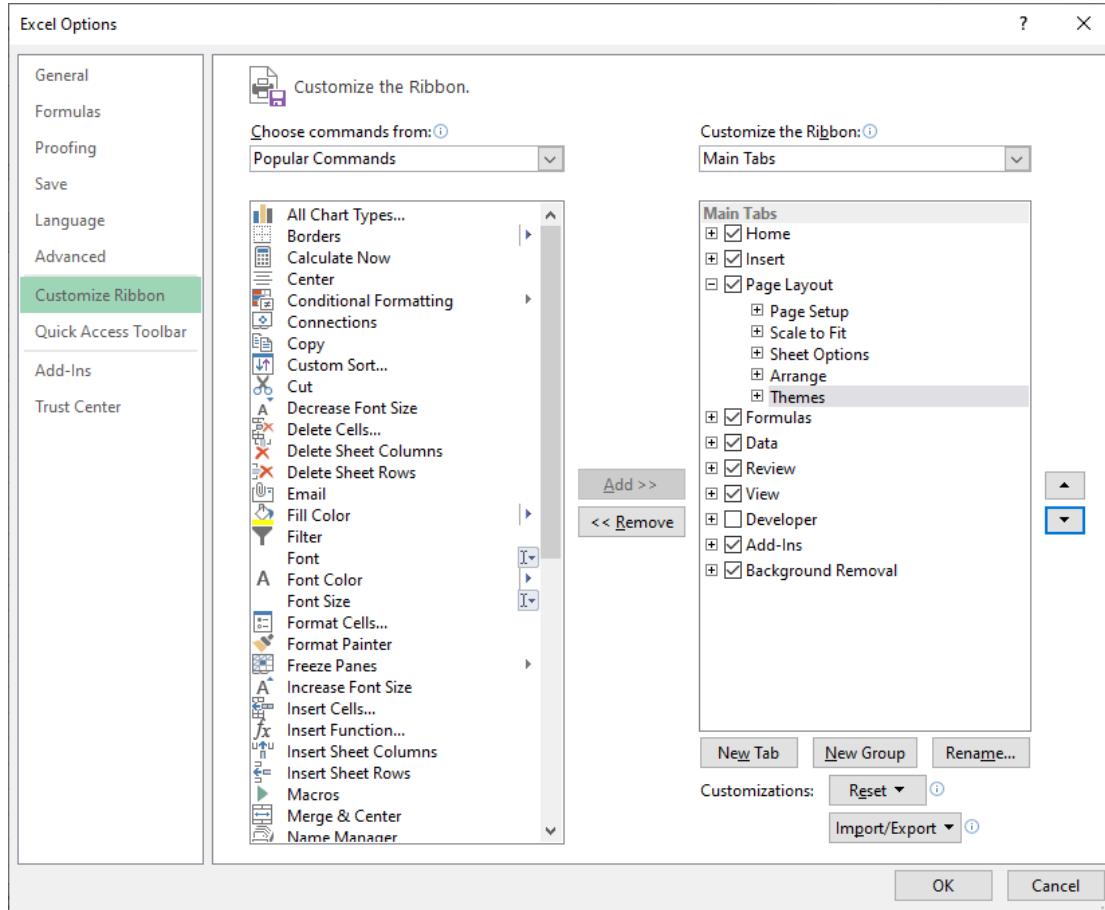 Excel Options
?
General
Formulas
Proofing
Save
Language
Advanced
Customize Ribbon
Quick Access Toolbar
Add-Ins
Trust Center
Customize the Ribbon.
Choose commands from:
Popular Commands
All Chart Types...
Borders
Calculate Now
Center
Conditional Formatting
Connections
Copy
Custom Sort...
Cut
Decrease Font Size
Delete Cells...
Delete Sheet Columns
Delete Sheet Rows
Email
Fill Color
Filter
Font
Font Color
Font Size
Format Cells...
Format Painter
Freeze Panes
Increase Font Size
Insert Cells...
Insert Function...
Insert Sheet Columns
Insert Sheet Rows
Macros
Merge & Center
Name Manager
Add >>
<< Remove
Customize the Ribbon:
Main Tabs
Main Tabs
Home
Insert
Page Layout
Page Setup
Scale to Fit
Sheet Options
Arrange
Themes
Formulas
Data
Review
View
Developer
Add-Ins
Background Removal
New Tab New Group Rename...
Customizations: Reset
Import/Export
OK Cancel